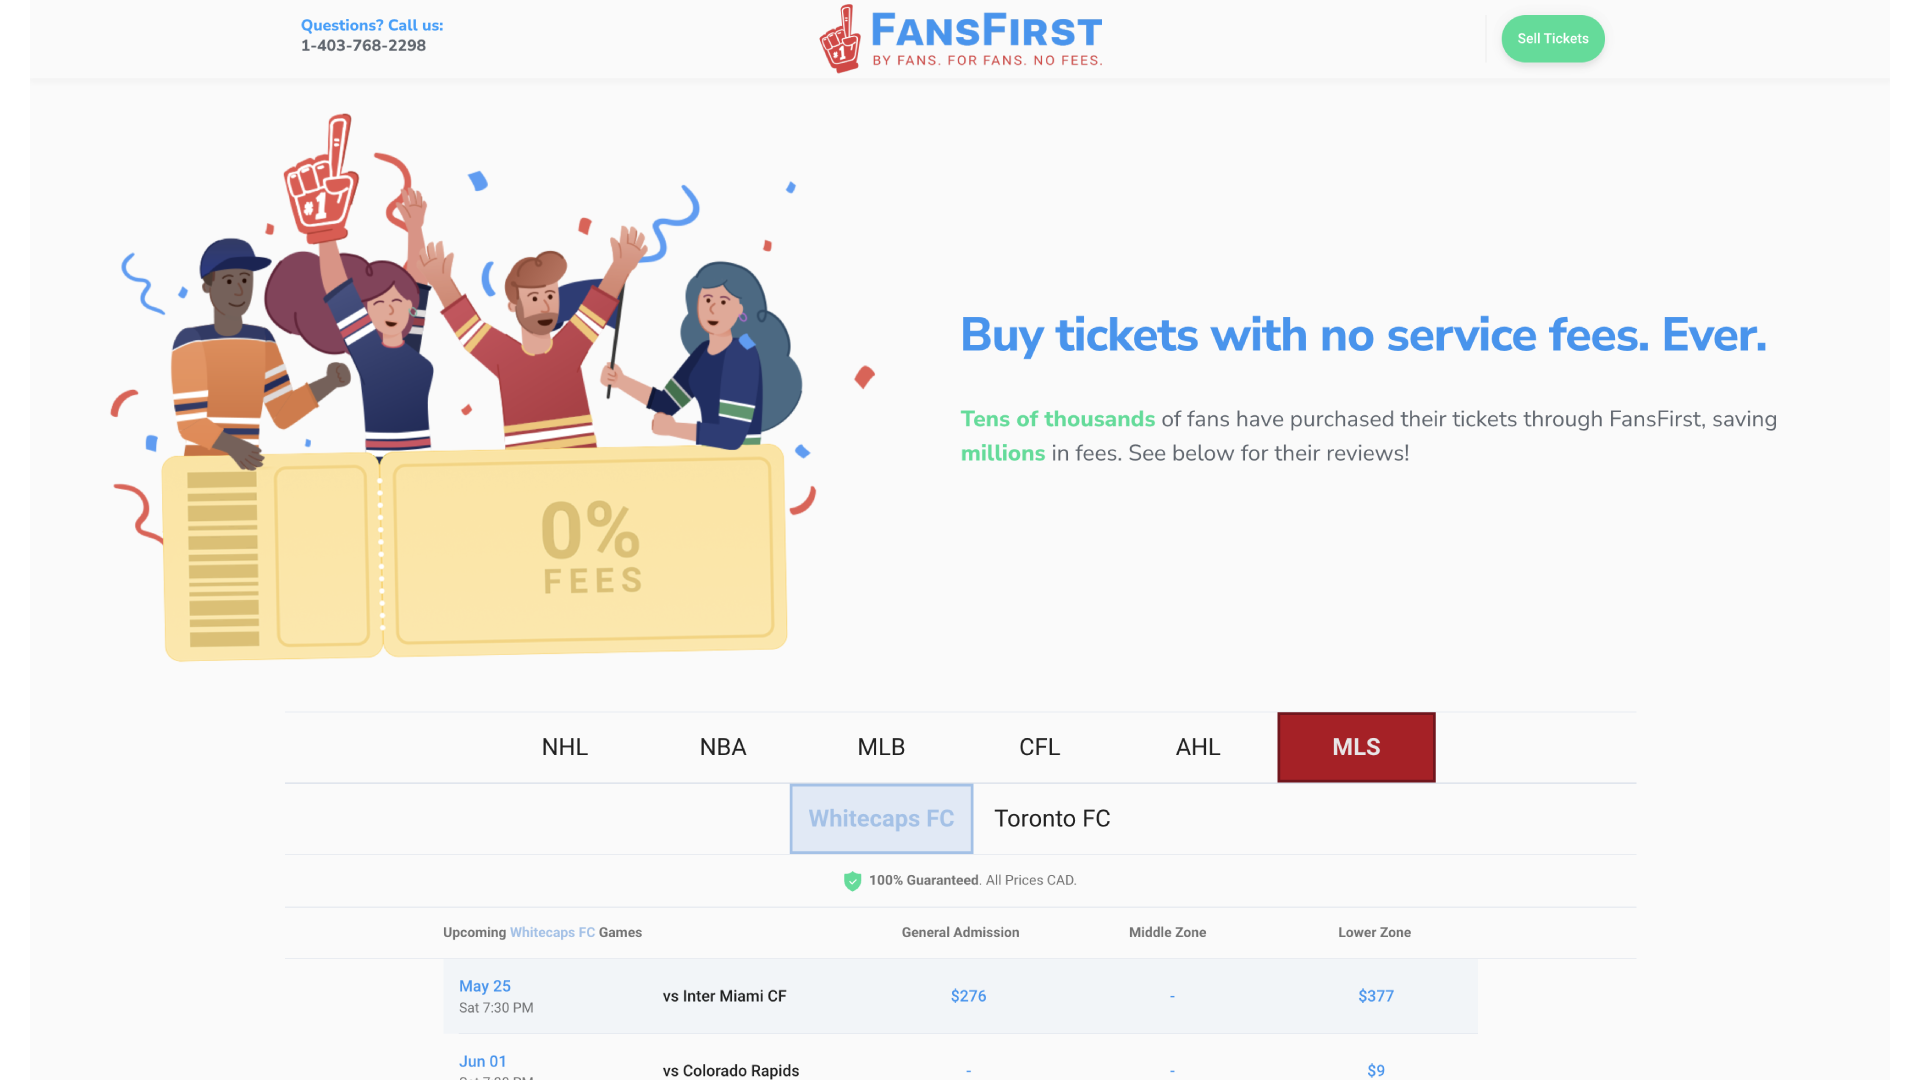 Questions? Call us:
1-403-768-2298
#1
FANSFIRST
BY FANS. FOR FANS. NO FEES.
Sell Tickets
#1
Buy tickets with no service fees. Ever.
Tens of thousands of fans have purchased their tickets through FansFirst, saving
millions in fees. See below for their reviews!
0%
FEES
NHL NBA MLB CFL AHL MLS
Whitecaps FC Toronto FC
100% Guaranteed. All Prices CAD.
Upcoming Whitecaps FC Games General Admission Middle Zone Lower Zone
May 25
Sat 7:30 PM
vs Inter Miami CF $276 - $377
Jun 01
vs Colorado Rapids - - $9